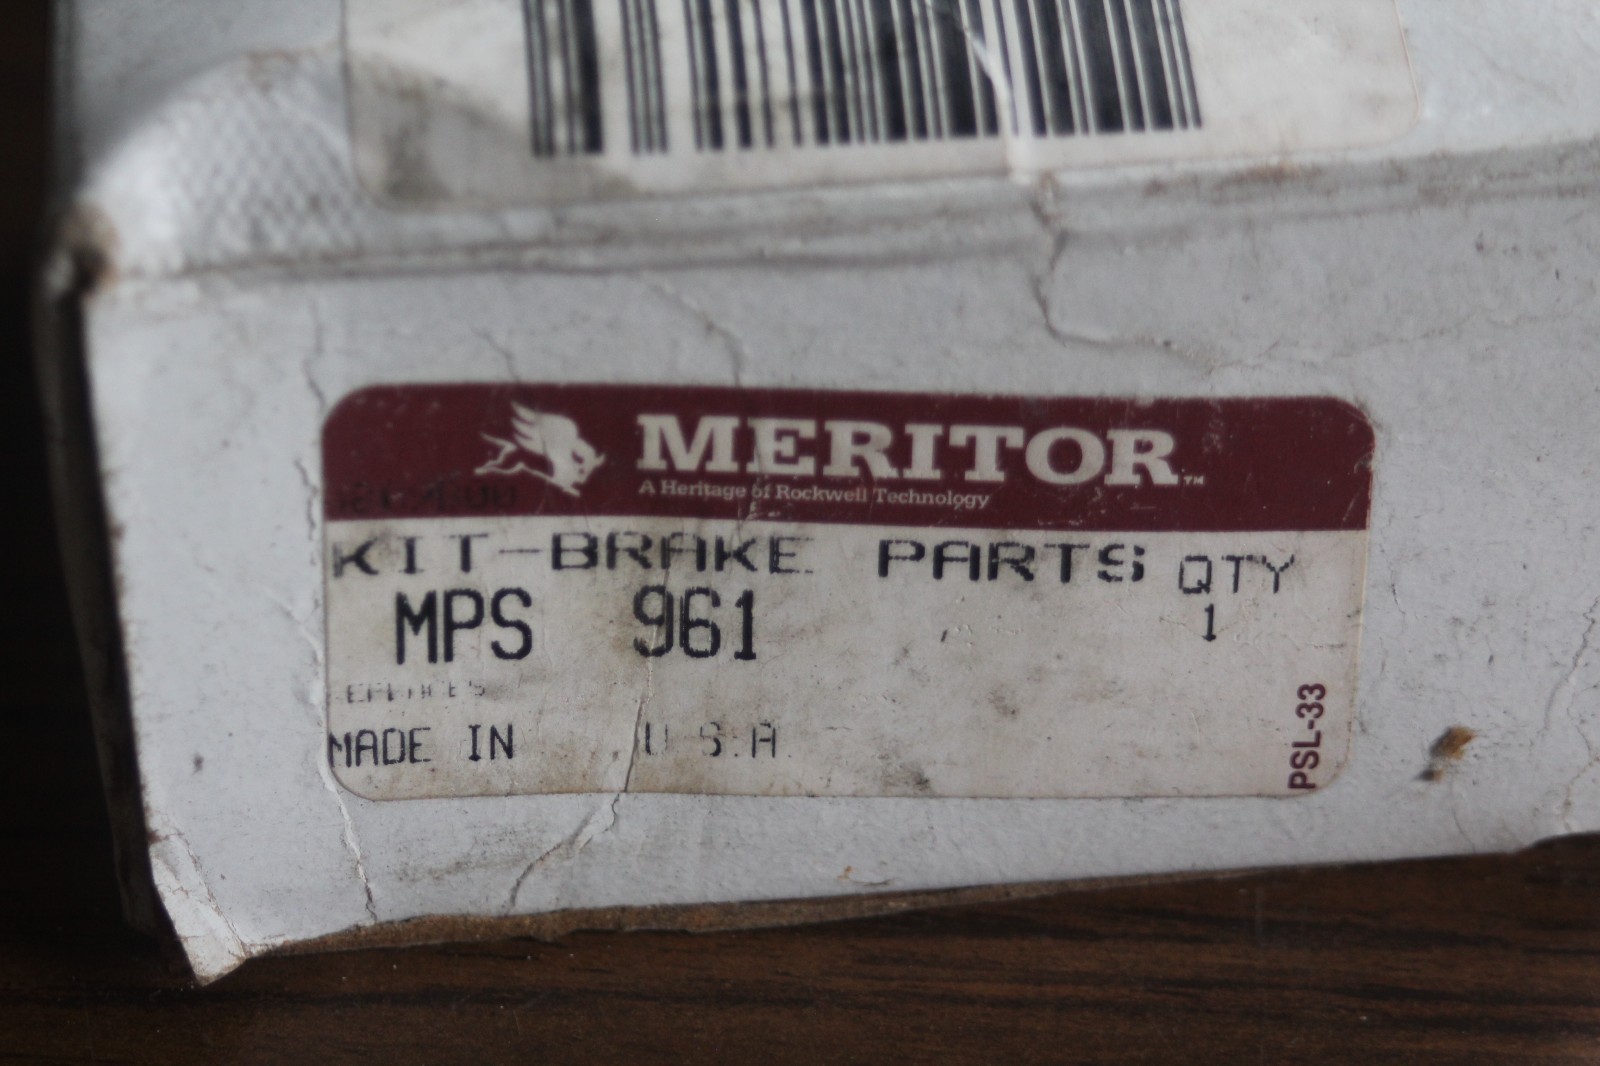 MERITOR™
A Heritage of Rockwell Technology
KIT-BRAKE PARTS QTY
MPS 961 1
MADE IN U.S.A.
PSL-33